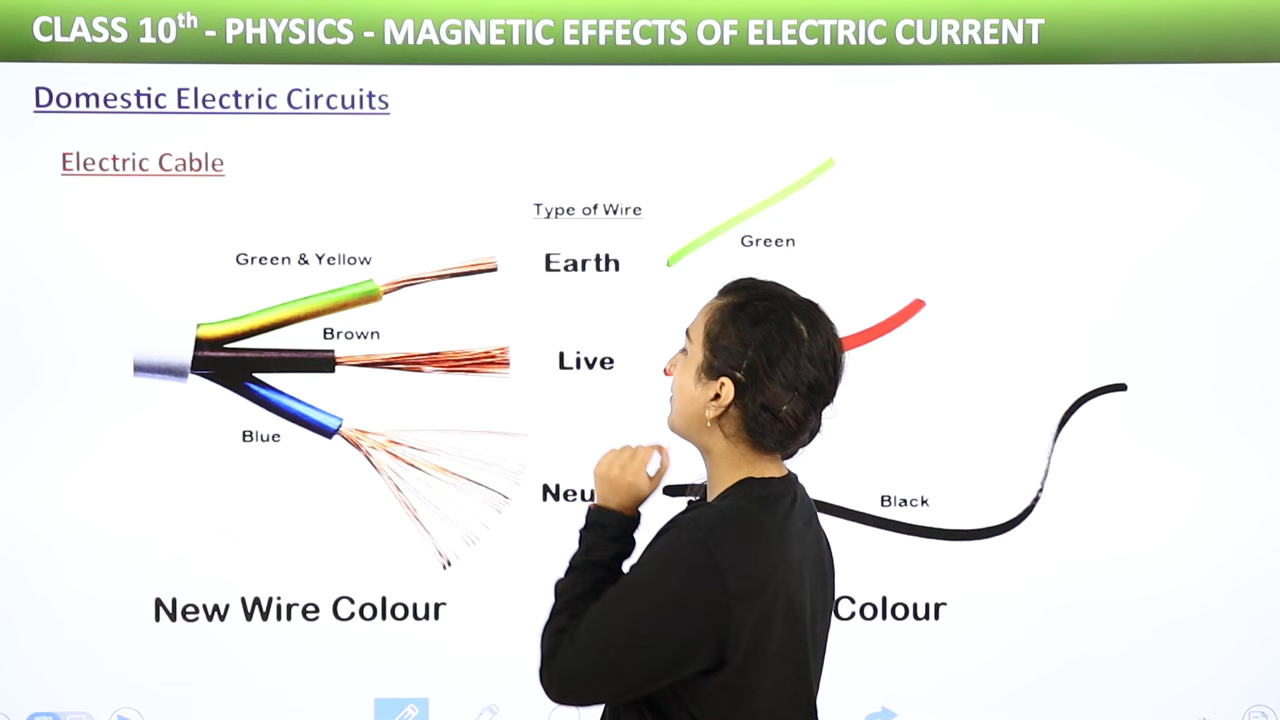 CLASS 10th - PHYSICS - MAGNETIC EFFECTS OF ELECTRIC CURRENT
Domestic Electric Circuits
Electric Cable
Type of Wire
Green & Yellow
Earth
Green
Brown
Live
Blue
Neu
Black
New Wire Colour
Colour